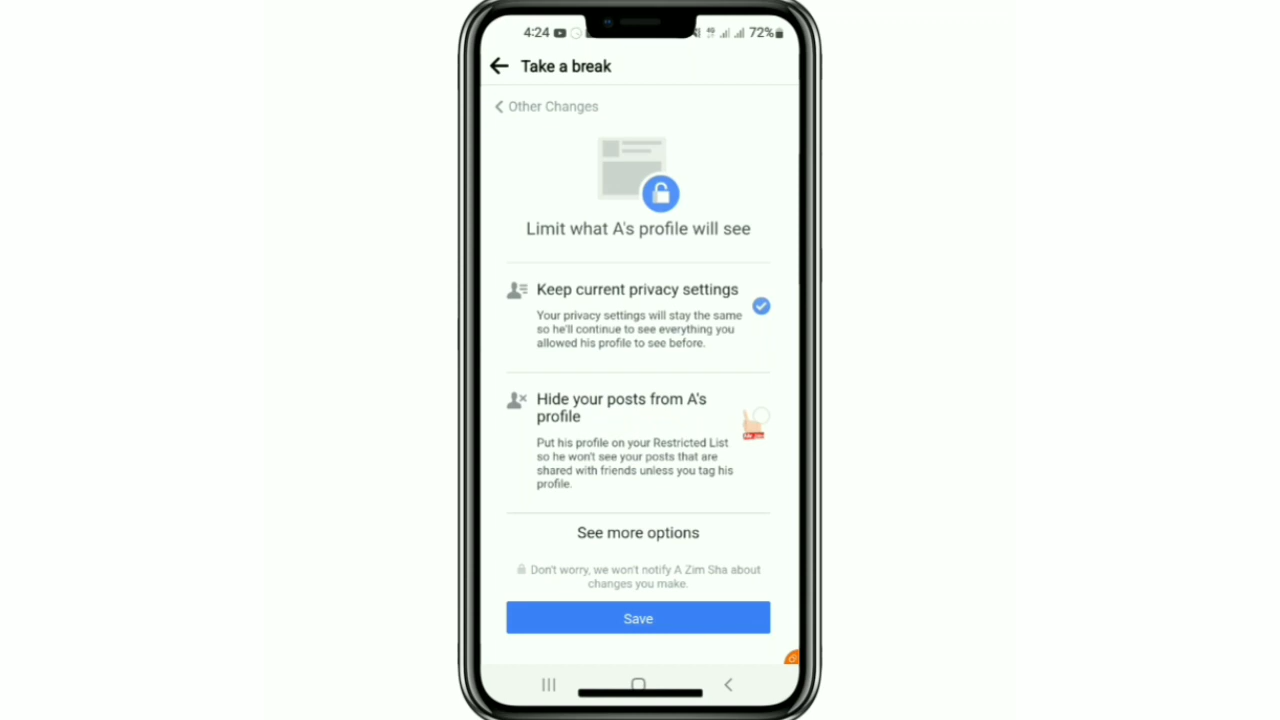 4:24
4G
72%
Take a break
Other Changes
Limit what A's profile will see
Keep current privacy settings
Your privacy settings will stay the same
so he'll continue to see everything you
allowed his profile to see before.
Hide your posts from A's
profile
Put his profile on your Restricted List
so he won't see your posts that are
shared with friends unless you tag his
profile.
See more options
Don't worry, we won't notify A Zim Sha about
changes you make.
Save